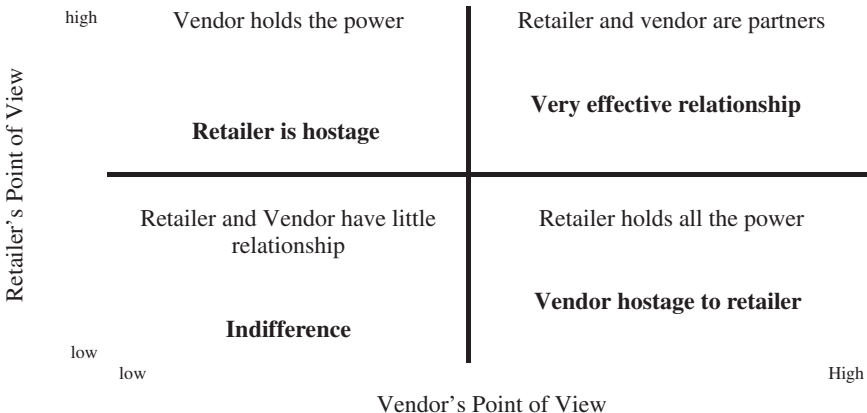 high
Vendor holds the power
Retailer and vendor are partners
Retailer is hostage
Very effective relationship
Retailer's Point of View
Retailer and Vendor have little
relationship
Retailer holds all the power
Indifference
Vendor hostage to retailer
low
low
High
Vendor's Point of View